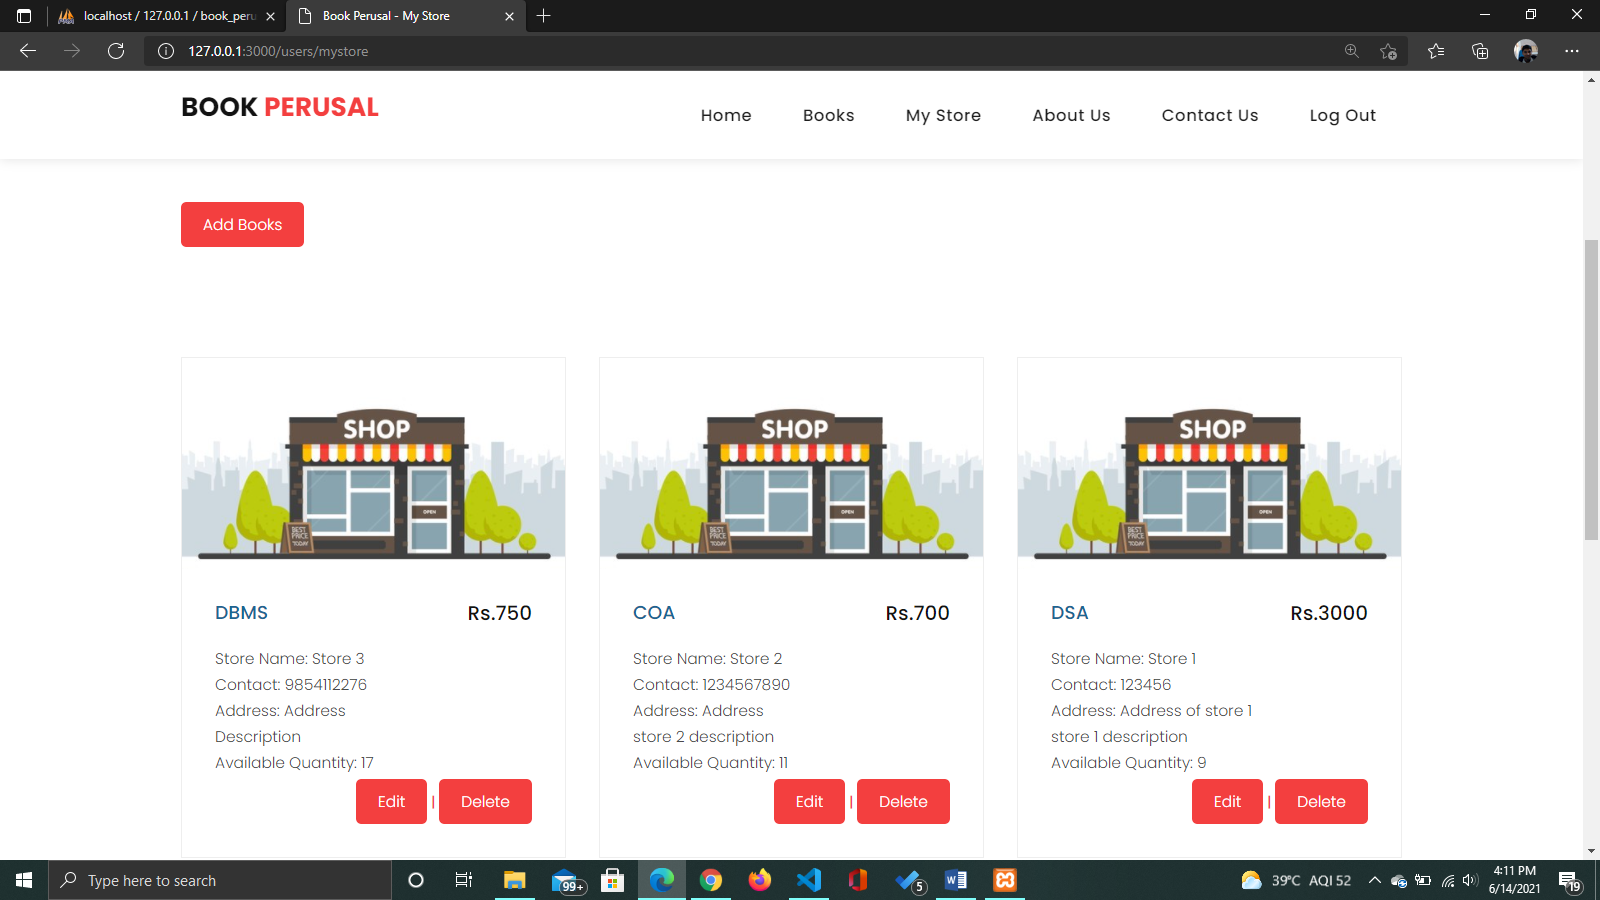 localhost / 127.0.0.1 / book_peru
Book Perusal - My Store
127.0.0.1:3000/users/mystore
BOOK PERUSAL
Home
Books
My Store
About Us
Contact Us
Log Out
Add Books
SHOP
OPEN
BEST
PRICE
TODAY
SHOP
OPEN
BEST
PRICE
TODAY
SHOP
OPEN
BEST
PRICE
TODAY
DBMS Rs.750
Store Name: Store 3
Contact: 9854112276
Address: Address
Description
Available Quantity: 17
Edit | Delete
COA Rs.700
Store Name: Store 2
Contact: 1234567890
Address: Address
store 2 description
Available Quantity: 11
Edit | Delete
DSA Rs.3000
Store Name: Store 1
Contact: 123456
Address: Address of store 1
store 1 description
Available Quantity: 9
Edit | Delete
Type here to search
99+
5
39°C AQI 52
4:11 PM
6/14/2021
19